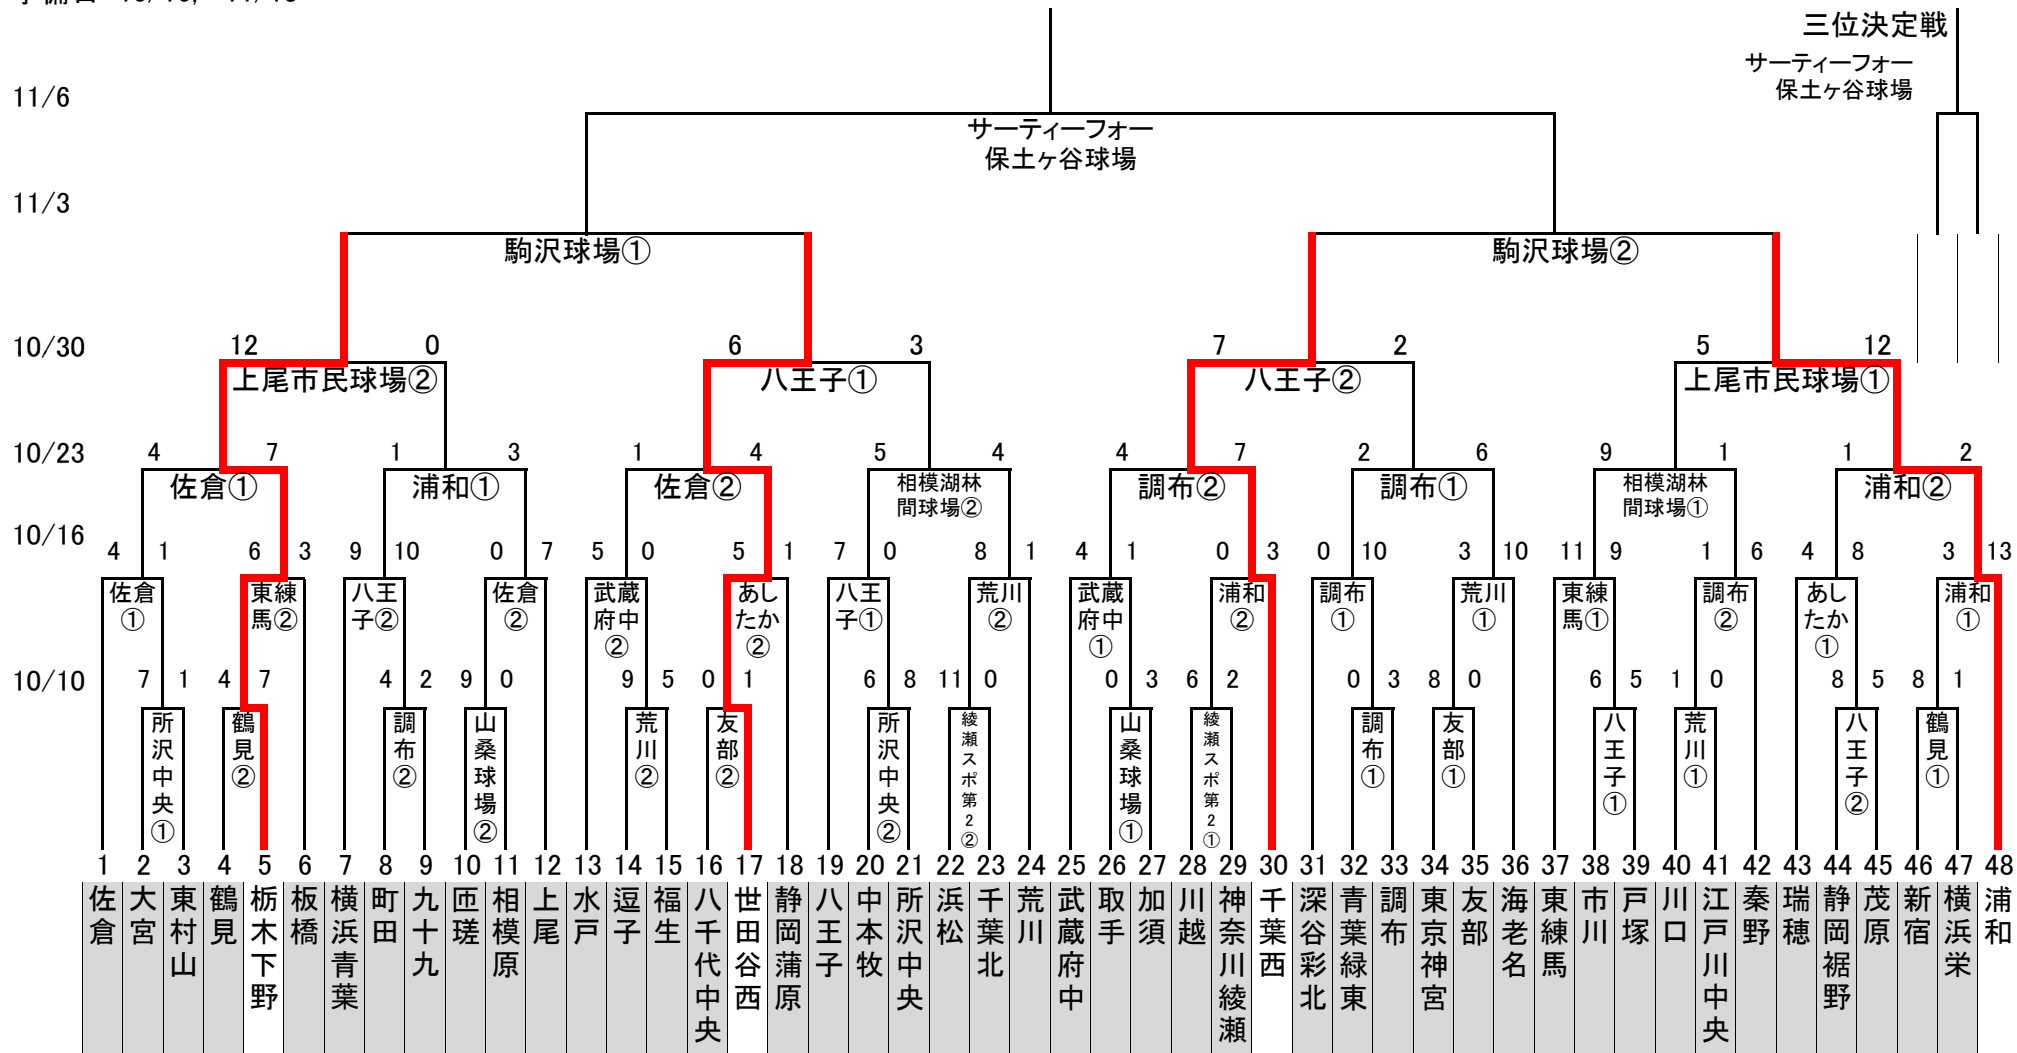 三位決定戦
サーティーフォー
保土ヶ谷球場
11/6
サーティーフォー
保土ヶ谷球場
11/3
駒沢球場① 駒沢球場②
10/30 12 0 6 3 7 2 5 12
上尾市民球場② 八王子① 八王子② 上尾市民球場①
10/23 4 7 1 3 1 4 5 4 4 7 2 6 9 1 1 2
佐倉① 浦和① 佐倉② 相模湖林間球場② 調布② 調布① 相模湖林間球場① 浦和②
10/16 4 1 6 3 9 10 0 7 5 0 5 1 7 0 8 1 4 1 0 3 0 10 3 10 11 9 1 6 4 8 3 13
佐倉① 東練馬② 八王子② 佐倉② 武蔵府中② あしたか② 八王子① 荒川② 武蔵府中① 浦和② 調布① 荒川① 東練馬① 調布② あしたか① 浦和①
10/10 7 1 4 7 4 2 9 0 9 5 0 1 6 8 11 0 0 3 6 2 0 3 8 0 6 5 1 0 8 5 8 1
所沢中央① 鶴見② 調布② 山桑球場② 荒川② 友部② 所沢中央② 綾瀬スポ第2② 山桑球場① 綾瀬スポ第2① 調布① 友部① 八王子① 荒川① 八王子② 鶴見①
1 2 3 4 5 6 7 8 9 10 11 12 13 14 15 16 17 18 19 20 21 22 23 24 25 26 27 28 29 30 31 32 33 34 35 36 37 38 39 40 41 42 43 44 45 46 47 48
佐倉 大宮 東村山 鶴見 栃木下野 板橋 横浜青葉 町田 九十九 匝瑳 相模原 上尾 水戸 逗子 福生 八千代中央 世田谷西 静岡蒲原 八王子 中本牧 所沢中央 浜松 千葉北 荒川 武蔵府中 取手 加須 川越 神奈川綾瀬 千葉西 深谷彩北 青葉緑東 調布 東京神宮 友部 海老名 東練馬 市川 戸塚 川口 江戸川中央 秦野 瑞穂 静岡裾野 茂原 新宿 横浜栄 浦和